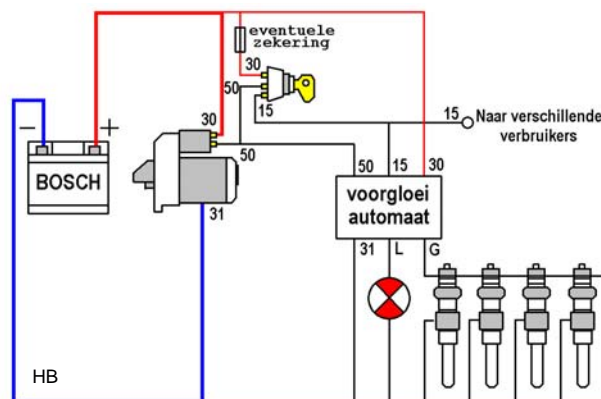 eventuele
zekering
30
50
15
15
Naar verschillende
verbruikers
−
+
BOSCH
30
50
31
50
15
30
voorgloei
automaat
31
L
G
HB